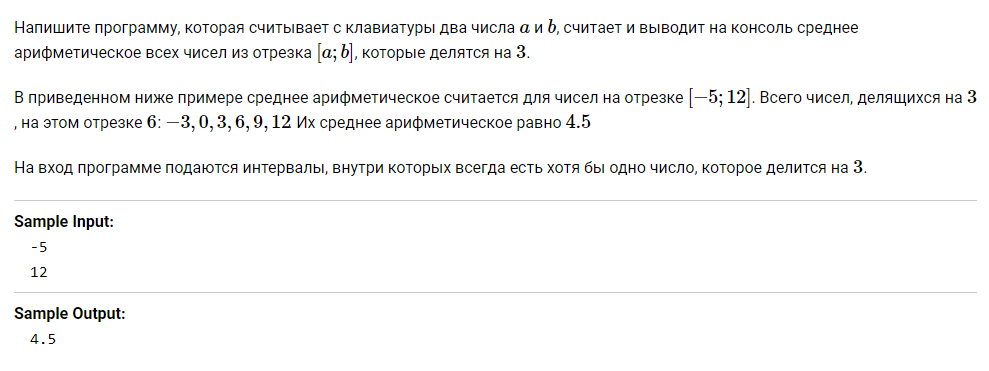 Напишите программу, которая считывает с клавиатуры два числа a и b, считает и выводит на консоль среднее
арифметическое всех чисел из отрезка [a; b], которые делятся на 3.
В приведенном ниже примере среднее арифметическое считается для чисел на отрезке [−5; 12]. Всего чисел, делящихся на 3
, на этом отрезке 6: −3, 0, 3, 6, 9, 12 Их среднее арифметическое равно 4.5
На вход программе подаются интервалы, внутри которых всегда есть хотя бы одно число, которое делится на 3.
Sample Input:
-5
12
Sample Output:
4.5